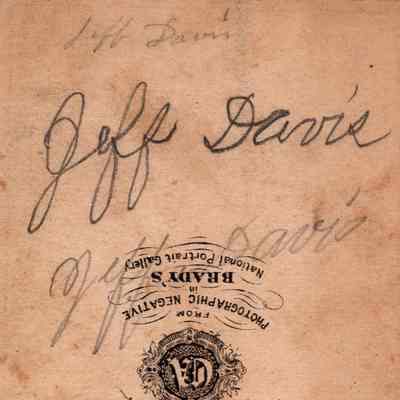 Jeff Davis
Jeff Davis
Jeff Davis
FROM
PHOTOGRAPHIC NEGATIVE
in
BRADY'S
National Portrait Gallery